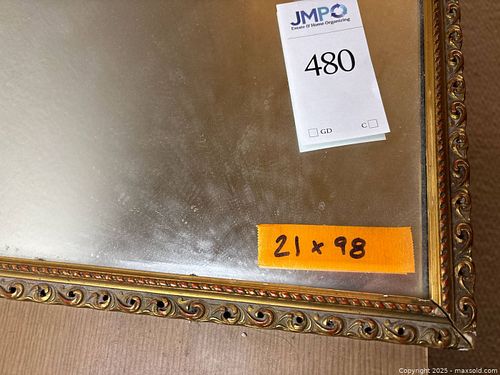 JMPO
Estate & Home Organizing
480
GD C
21 x 98
Copyright 2025 - maxsold.com